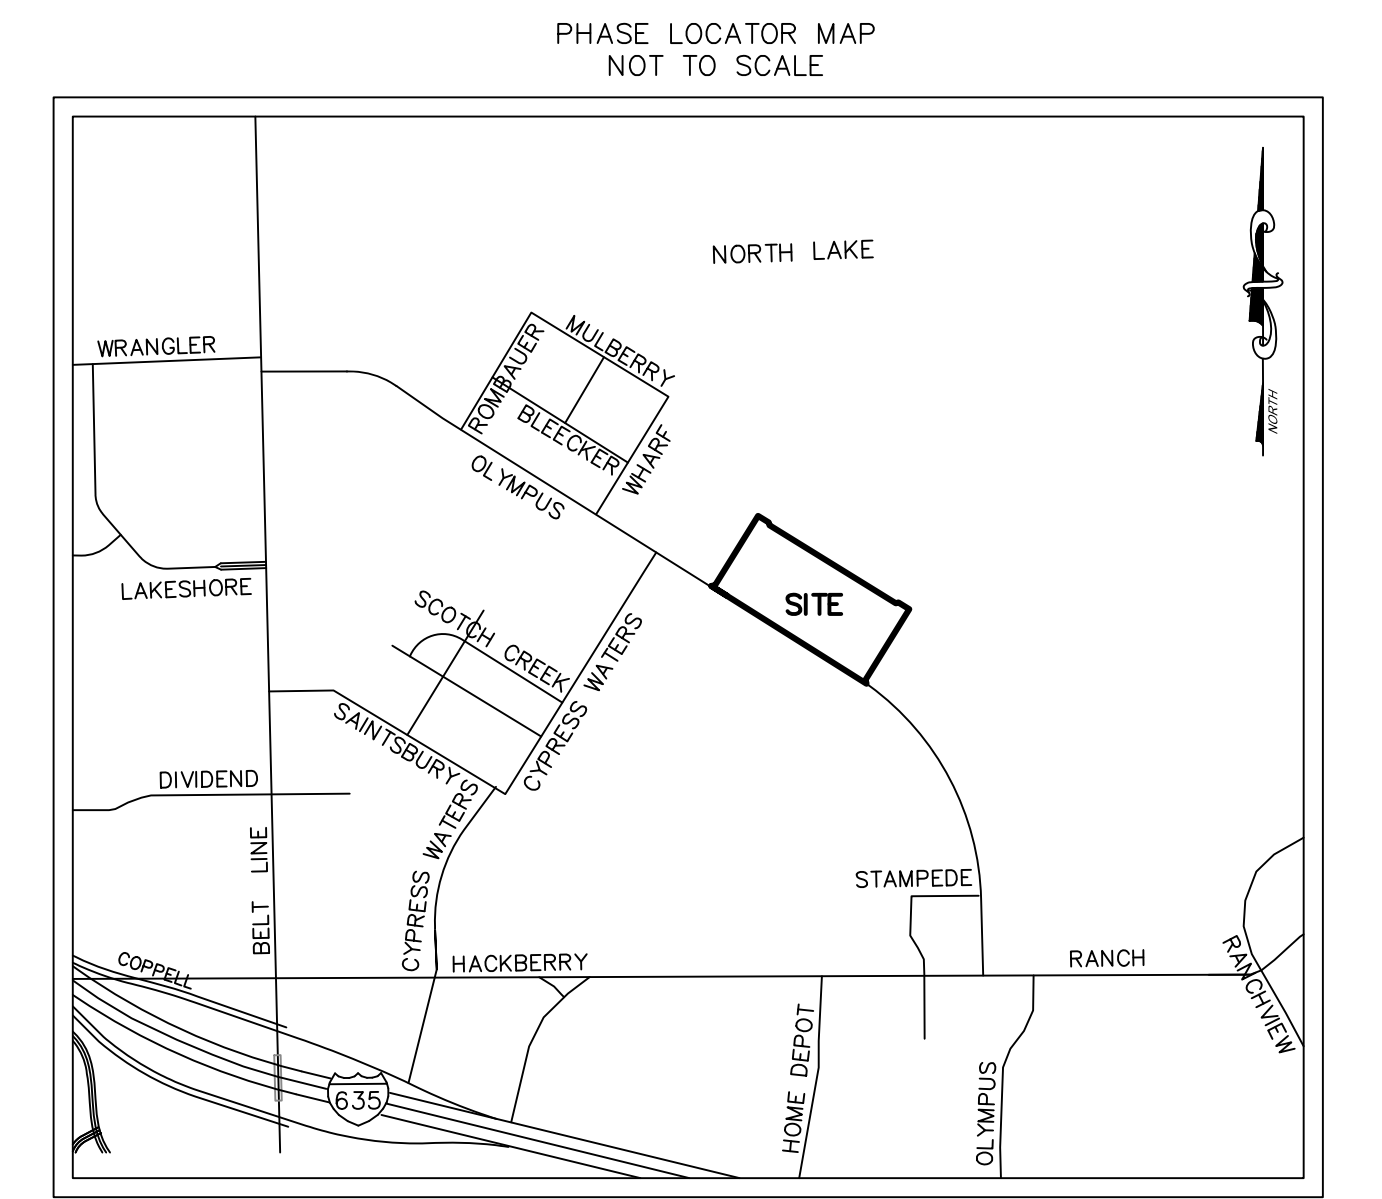 PHASE LOCATOR MAP
NOT TO SCALE
NORTH LAKE
WRANGLER
ROMBAUER
MULBERRY
BLEECKER
WHARF
NORTH
OLYMPUS
LAKESHORE
SITE
SCOTCH CREEK
CYPRESS WATERS
SAINTSBURY
DIVIDEND
CYPRESS WATERS
BELT LINE
STAMPEDE
COPPELL
HACKBERRY
RANCH
RANCHVIEW
HOME DEPOT
OLYMPUS
635